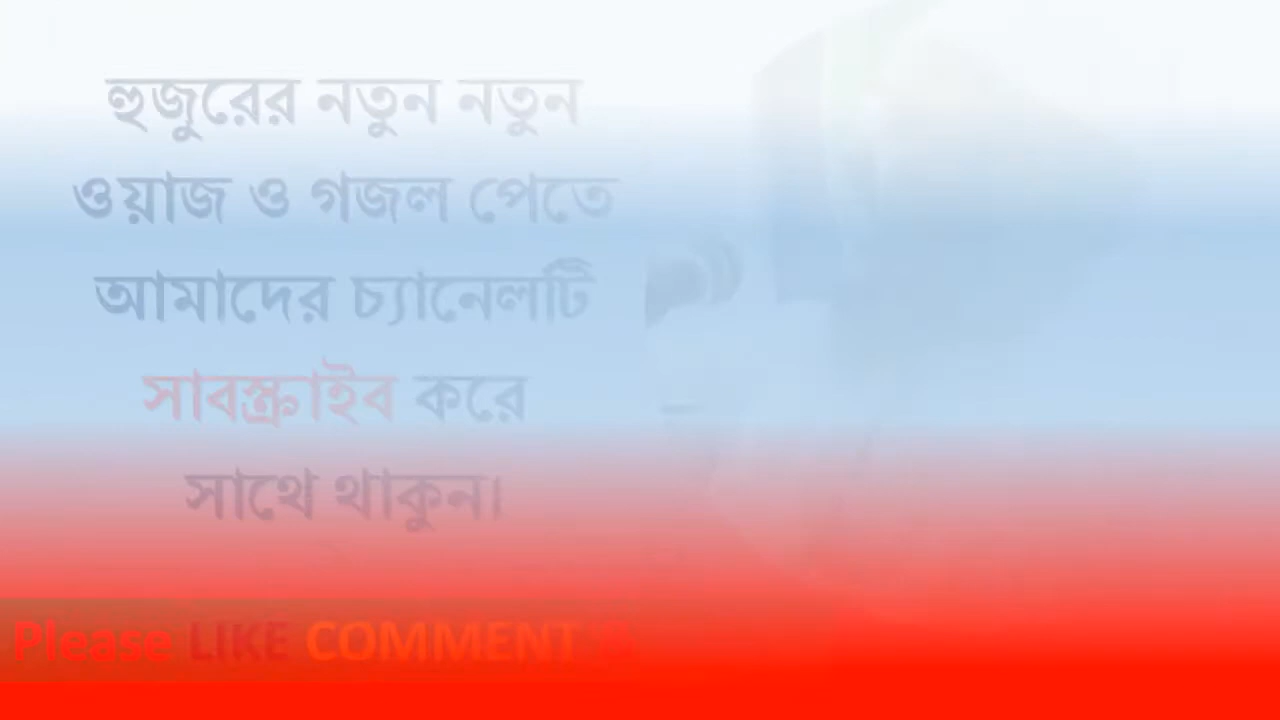 হুজুরের নতুন নতুন
ওয়াজ ও গজল পেতে
আমাদের চ্যানেলটি
সাবস্ক্রাইব করে
সাথে থাকুন।
Please LIKE COMMENT &